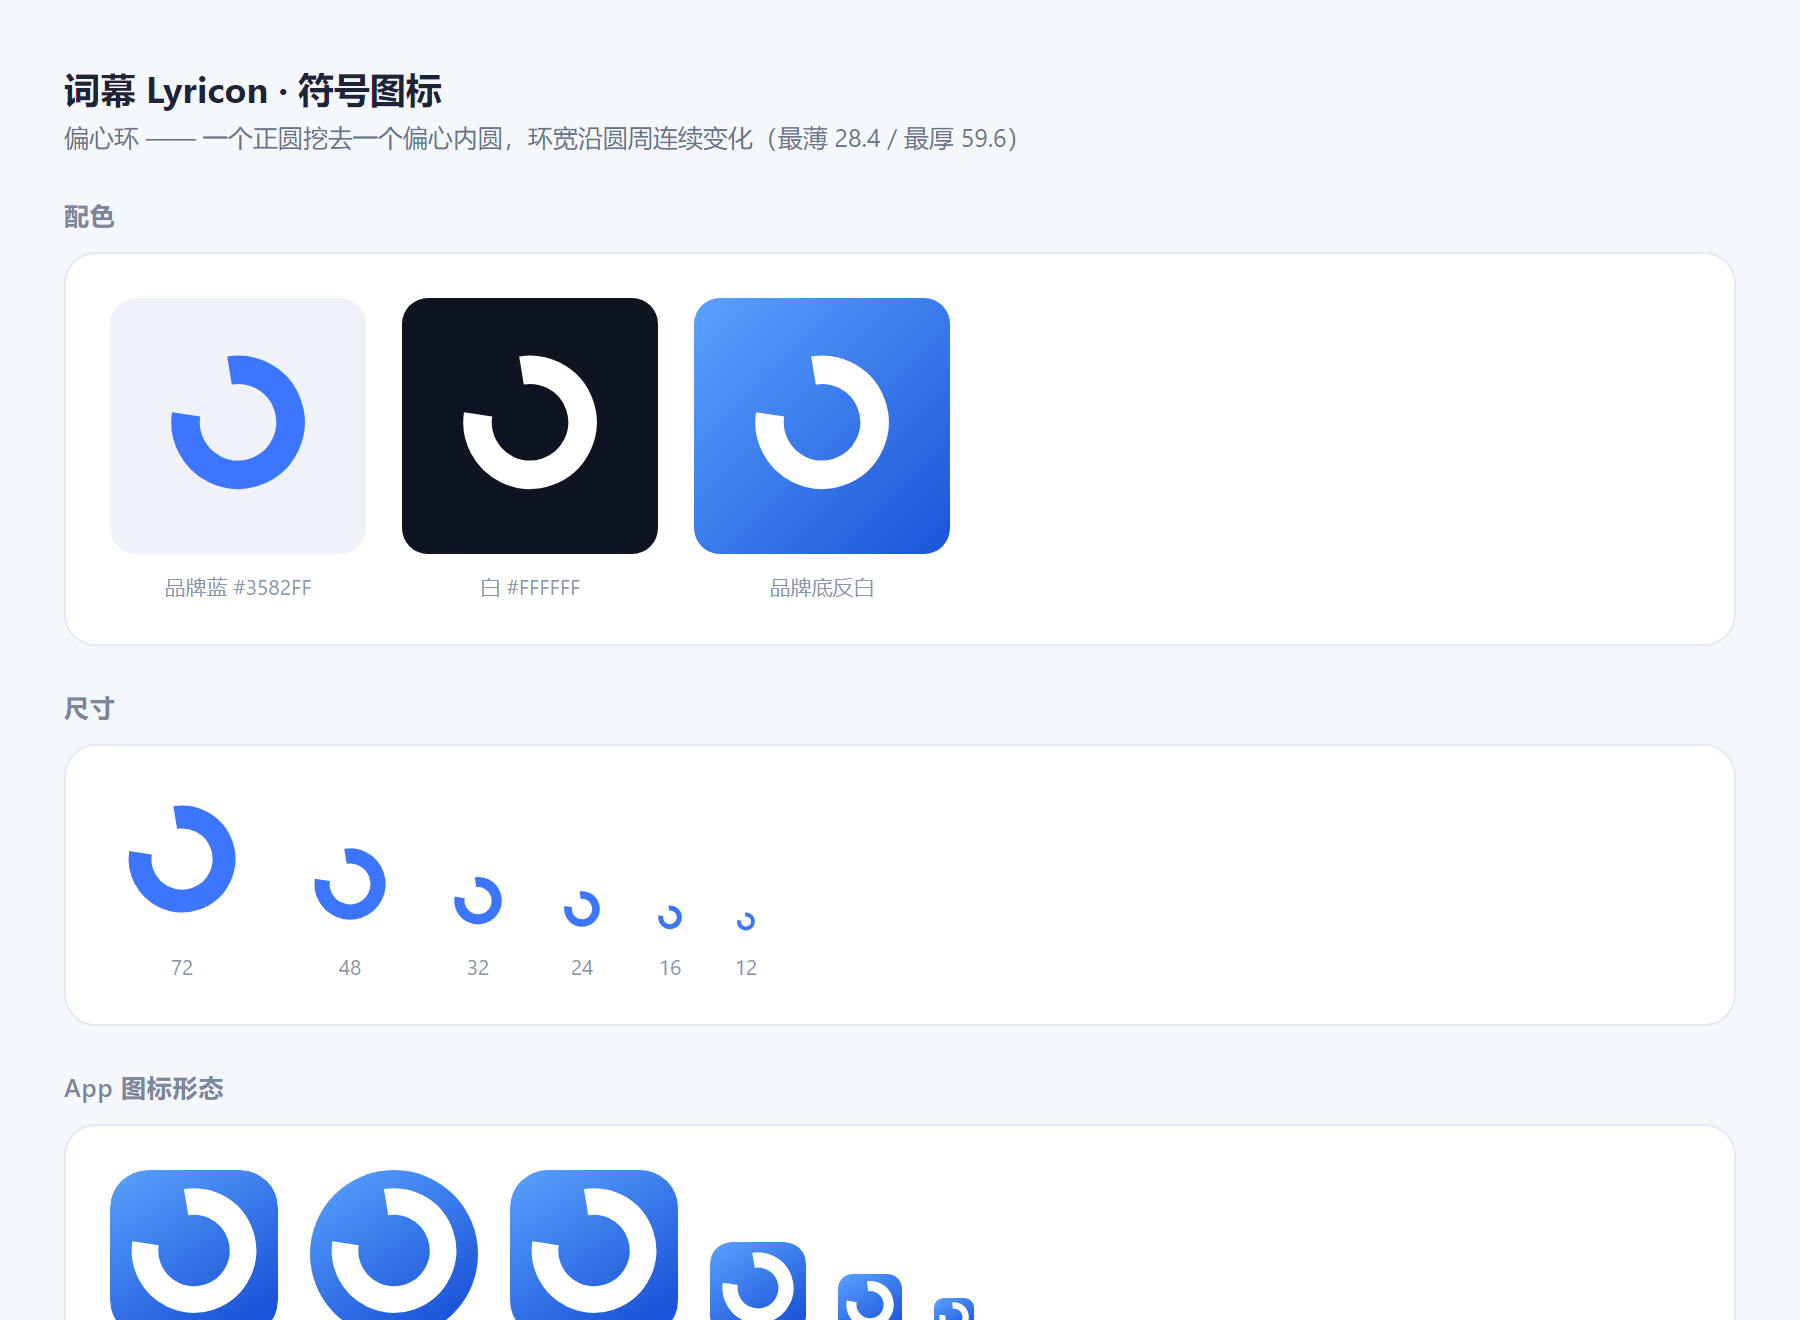 词幕 Lyricon · 符号图标
偏心环 —— 一个正圆挖去一个偏心内圆，环宽沿圆周连续变化（最薄 28.4 / 最厚 59.6）
配色
品牌蓝 #3582FF
白 #FFFFFF
品牌底反白
尺寸
72
48
32
24
16
12
App 图标形态